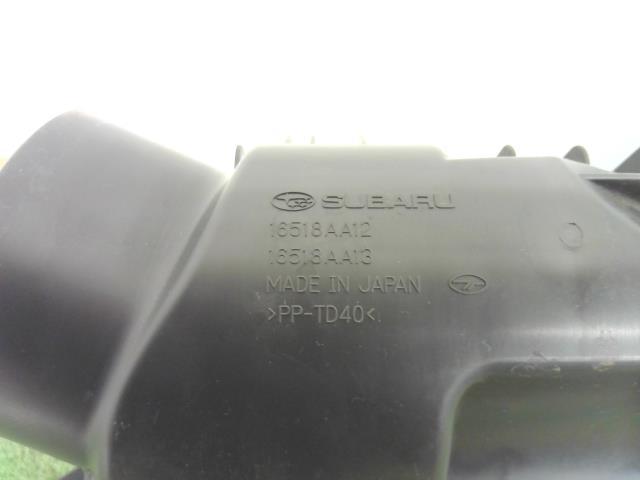 SUBARU
16518AA12
16518AA13
MADE IN JAPAN
>PP-TD40<